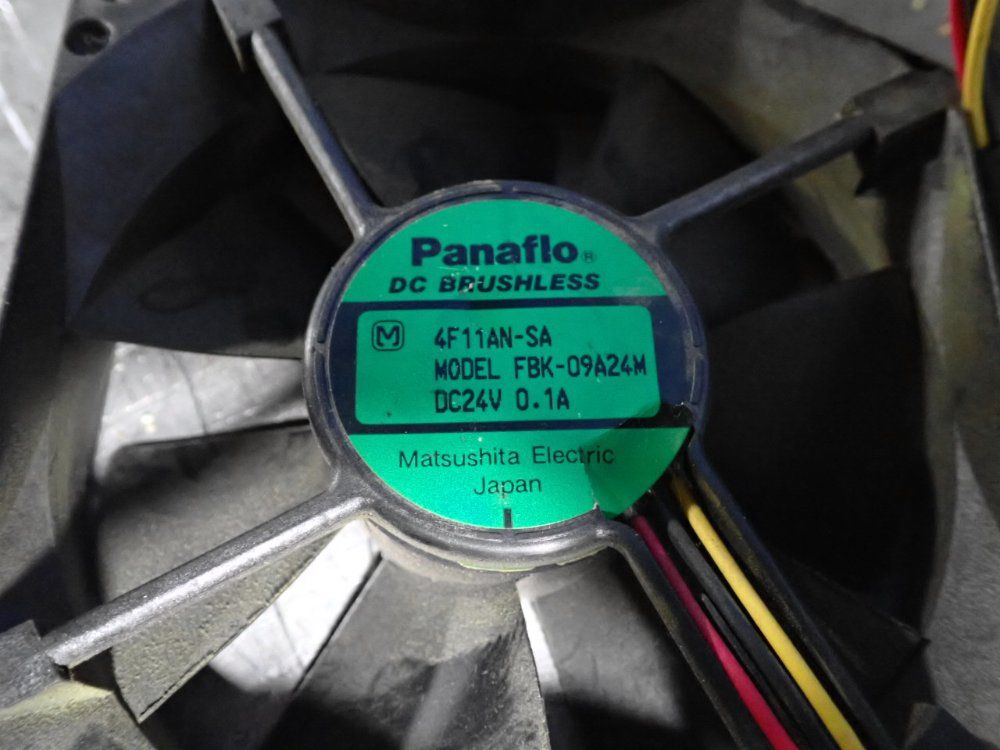 Panaflo®
DC BRUSHLESS
M 4F11AN-SA
MODEL FBK-09A24M
DC24V 0.1A
Matsushita Electric
Japan